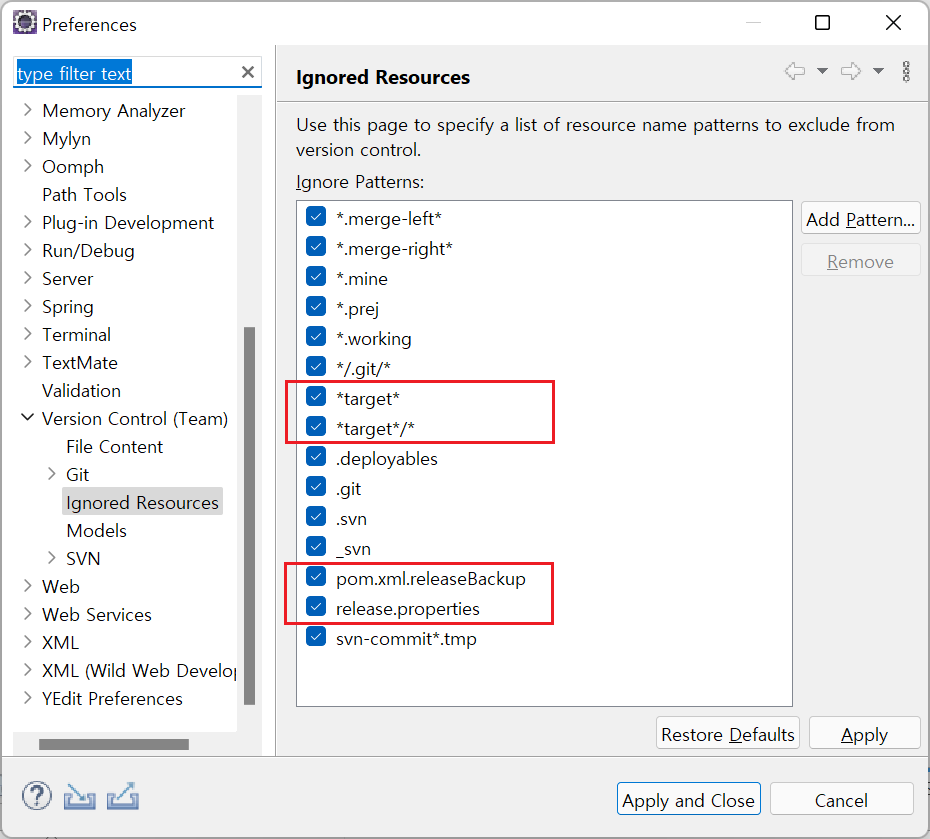 Preferences
type filter text
Memory Analyzer
Mylyn
Oomph
Path Tools
Plug-in Development
Run/Debug
Server
Spring
Terminal
TextMate
Validation
Version Control (Team)
File Content
Git
Ignored Resources
Models
SVN
Web
Web Services
XML
XML (Wild Web Develop
YEdit Preferences
Ignored Resources
Use this page to specify a list of resource name patterns to exclude from
version control.
Ignore Patterns:
*.merge-left*
*.merge-right*
*.mine
*.prej
*.working
*/.git/*
*target*
*target*/*
.deployables
.git
.svn
_svn
pom.xml.releaseBackup
release.properties
svn-commit*.tmp
Add Pattern...
Remove
Restore Defaults
Apply
?
Apply and Close
Cancel